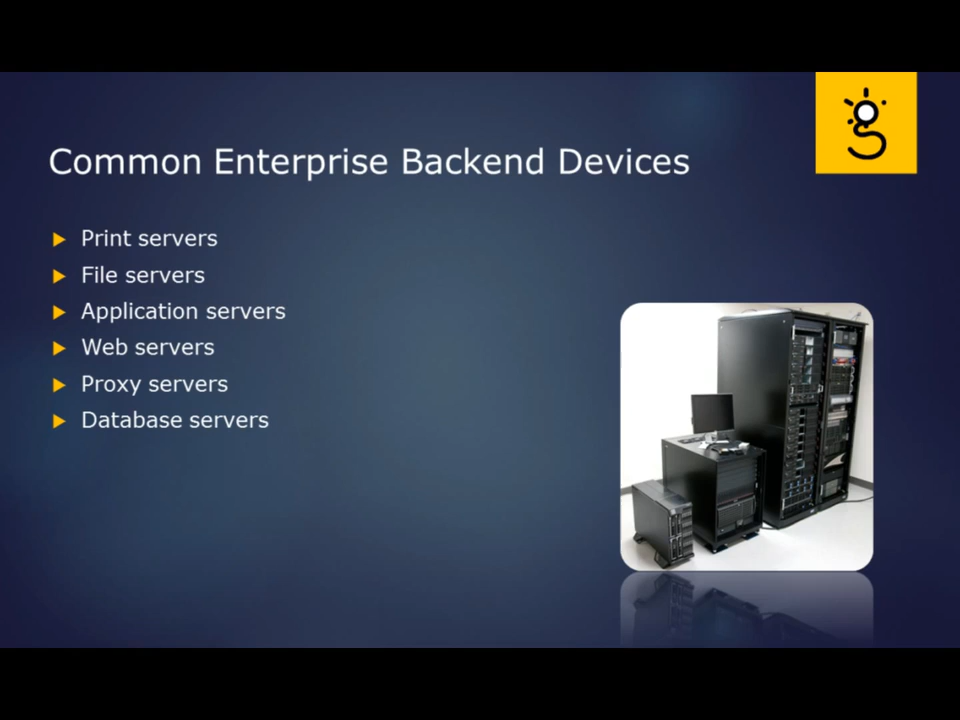 Common Enterprise Backend Devices
Print servers
File servers
Application servers
Web servers
Proxy servers
Database servers